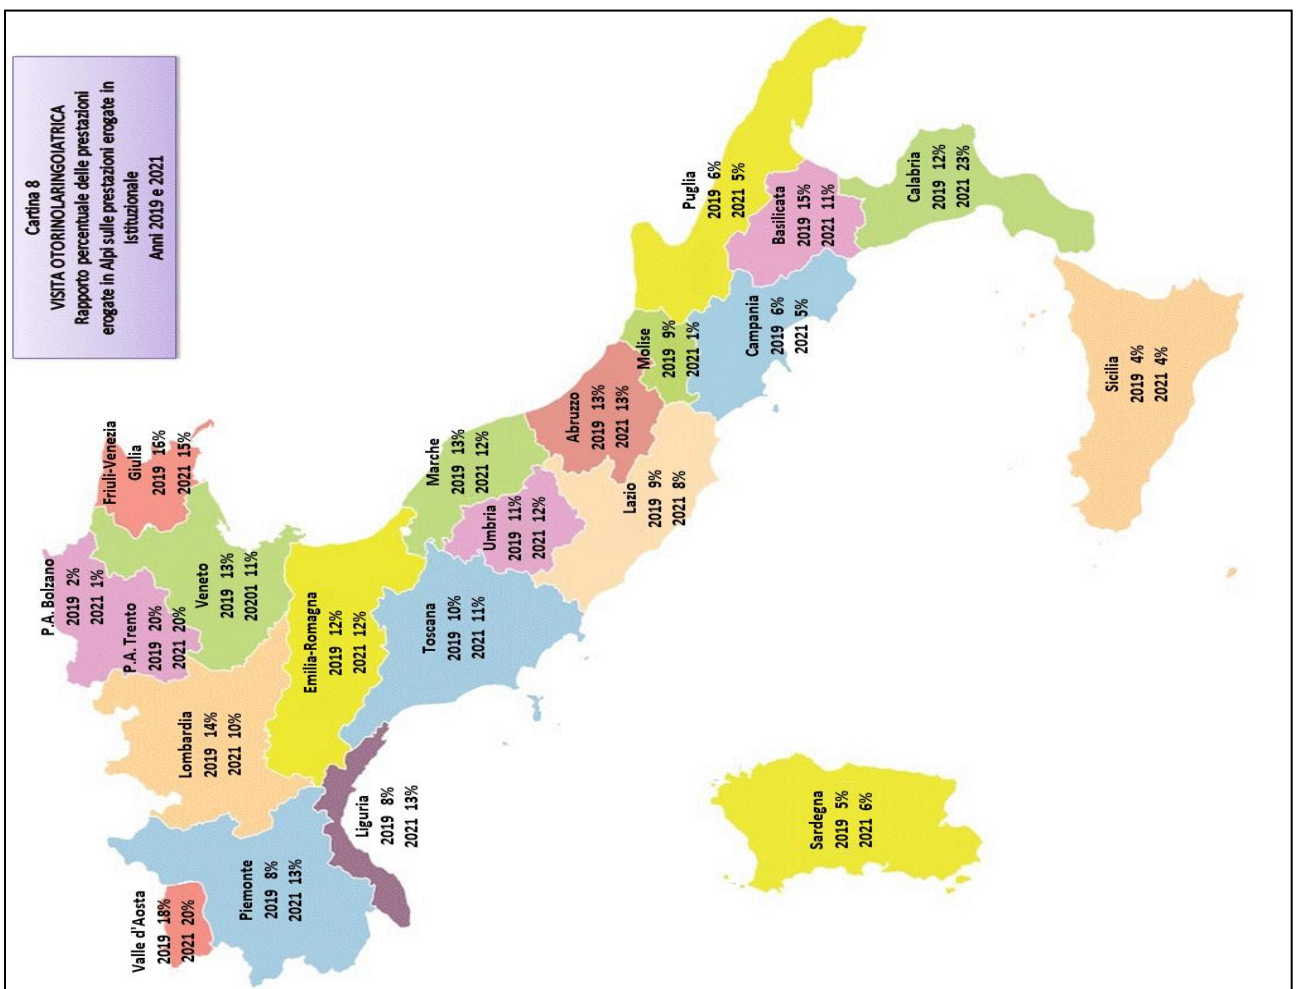 Cartina 8
VISITA OTORINOLARINGOIATRICA
Rapporto percentuale delle prestazioni
erogate in Alpi sulle prestazioni erogate in
Istituzionale
Anni 2019 e 2021
Valle d'Aosta
2019 18%
2021 20%
Piemonte
2019 8%
2021 13%
Liguria
2019 8%
2021 13%
Lombardia
2019 14%
2021 10%
P.A. Bolzano
2019 2%
2021 1%
P.A. Trento
2019 20%
2021 20%
Veneto
2019 13%
20201 11%
Friuli-Venezia
Giulia
2019 16%
2021 15%
Emilia-Romagna
2019 12%
2021 12%
Toscana
2019 10%
2021 11%
Marche
2019 13%
2021 12%
Umbria
2019 11%
2021 12%
Lazio
2019 9%
2021 8%
Abruzzo
2019 13%
2021 13%
Molise
2019 9%
2021 1%
Campania
2019 6%
2021 5%
Puglia
2019 6%
2021 5%
Basilicata
2019 15%
2021 11%
Calabria
2019 12%
2021 23%
Sicilia
2019 4%
2021 4%
Sardegna
2019 5%
2021 6%